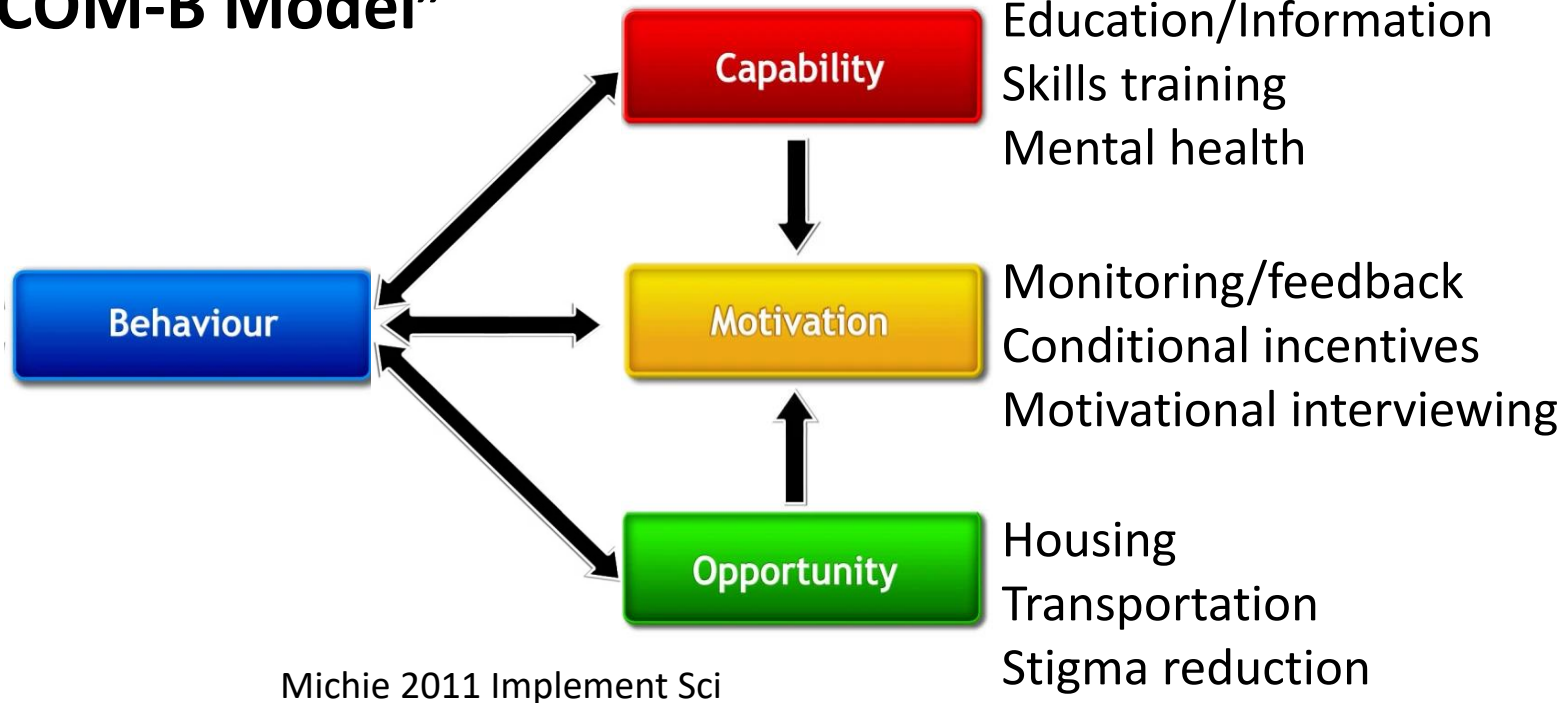 COM-B Model”
Capability
Education/Information
Skills training
Mental health
Behaviour
Motivation
Monitoring/feedback
Conditional incentives
Motivational interviewing
Opportunity
Housing
Transportation
Stigma reduction
Michie 2011 Implement Sci